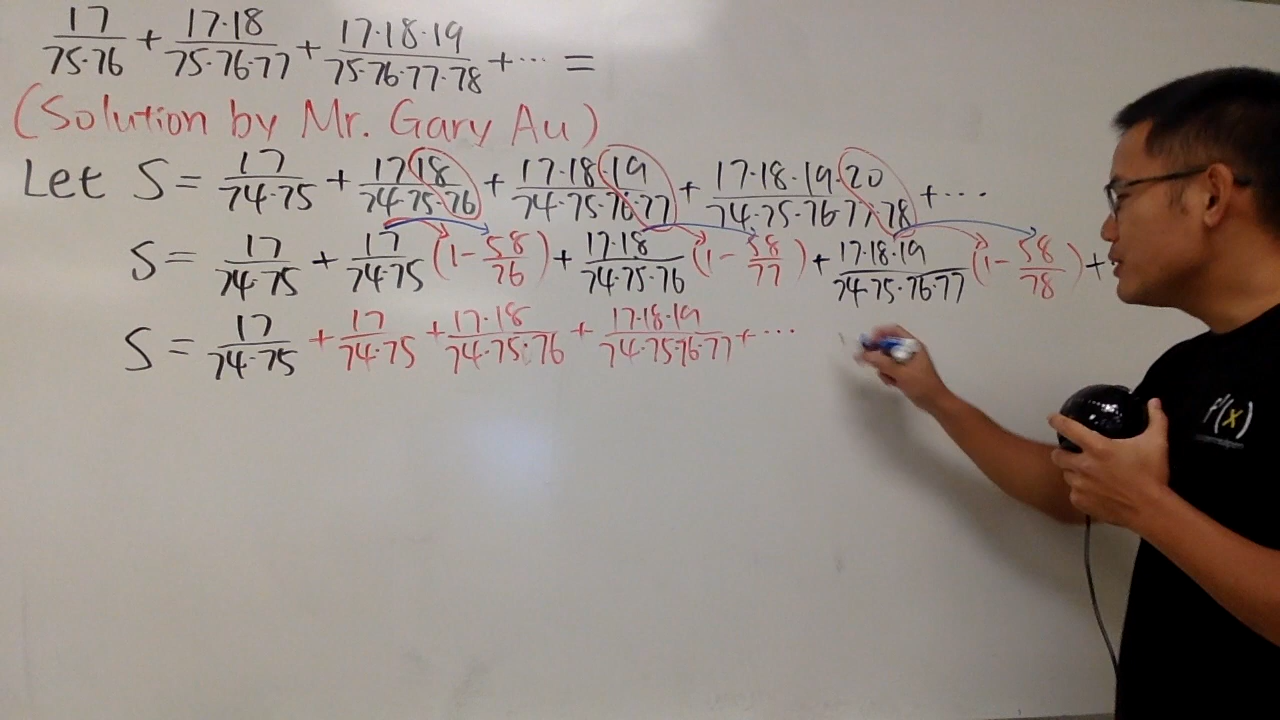 17/(75·76) + 17·18/(75·76·77) + 17·18·19/(75·76·77·78) + ··· =
(Solution by Mr. Gary Au)
Let S = 17/(74·75) + 17·18/(74·75·76) + 17·18·19/(74·75·76·77) + 17·18·19·20/(74·75·76·77·78) + ···
S = 17/(74·75) + 17/(74·75) (1 - 58/76) + 17·18/(74·75·76) (1 - 58/77) + 17·18·19/(74·75·76·77) (1 - 58/78) +
S = 17/(74·75) + 17/(74·75) + 17·18/(74·75·76) + 17·18·19/(74·75·76·77) + ···
f'(x)